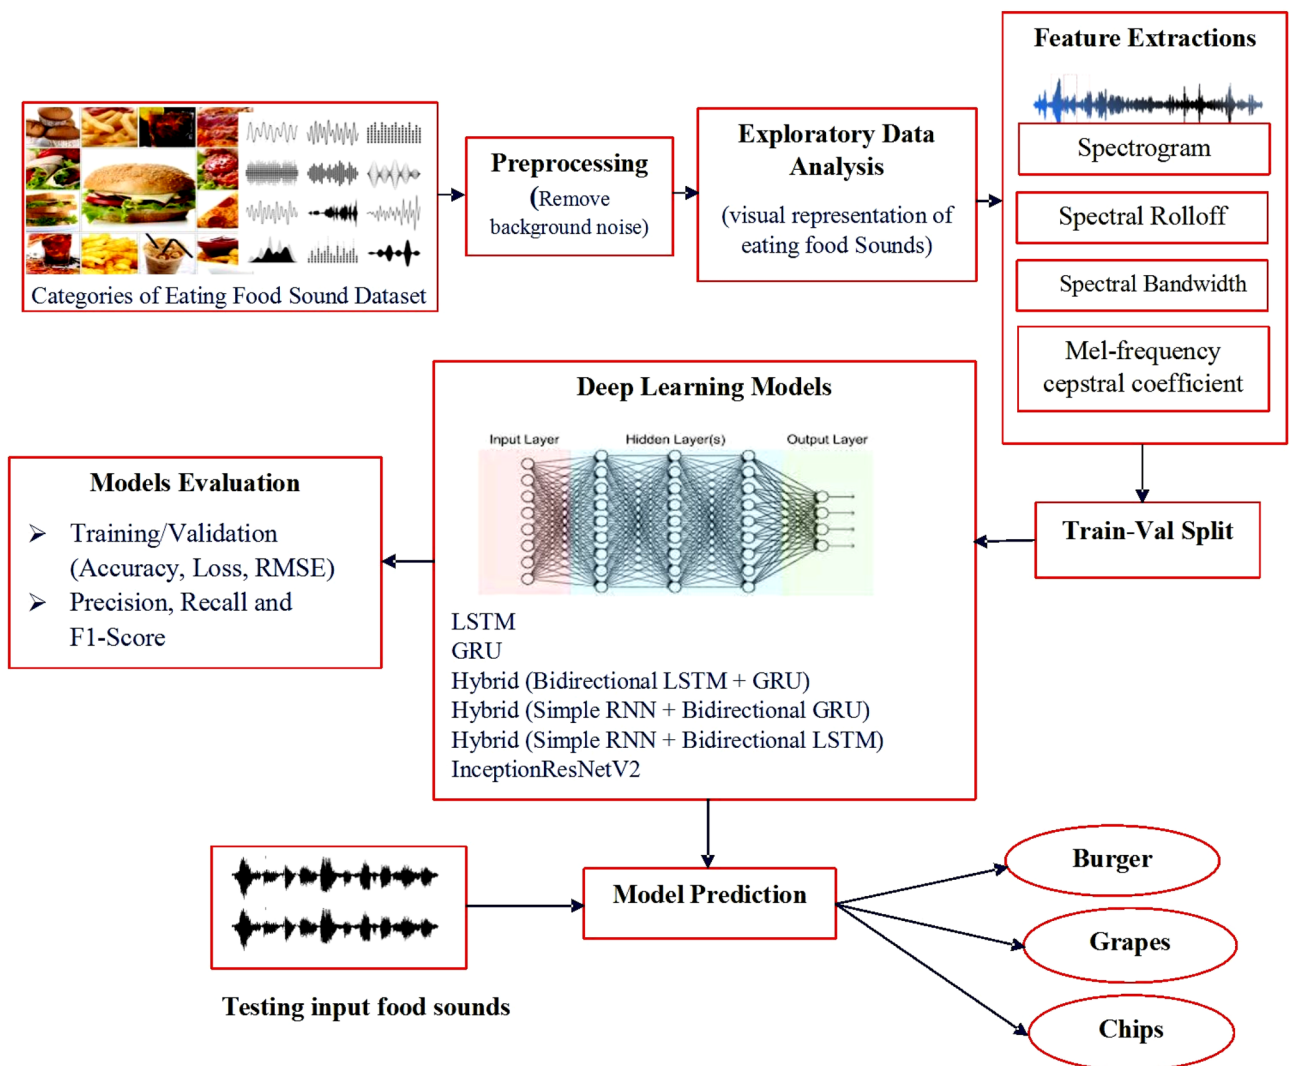 Categories of Eating Food Sound Dataset
Preprocessing
(Remove
background noise)
Exploratory Data
Analysis
(visual representation of
eating food Sounds)
Feature Extractions
Spectrogram
Spectral Rolloff
Spectral Bandwidth
Mel-frequency
cepstral coefficient
Train-Val Split
Deep Learning Models
Input Layer
Hidden Layer(s)
Output Layer
LSTM
GRU
Hybrid (Bidirectional LSTM + GRU)
Hybrid (Simple RNN + Bidirectional GRU)
Hybrid (Simple RNN + Bidirectional LSTM)
InceptionResNetV2
Models Evaluation
➢ Training/Validation
(Accuracy, Loss, RMSE)
➢ Precision, Recall and
F1-Score
Testing input food sounds
Model Prediction
Burger
Grapes
Chips